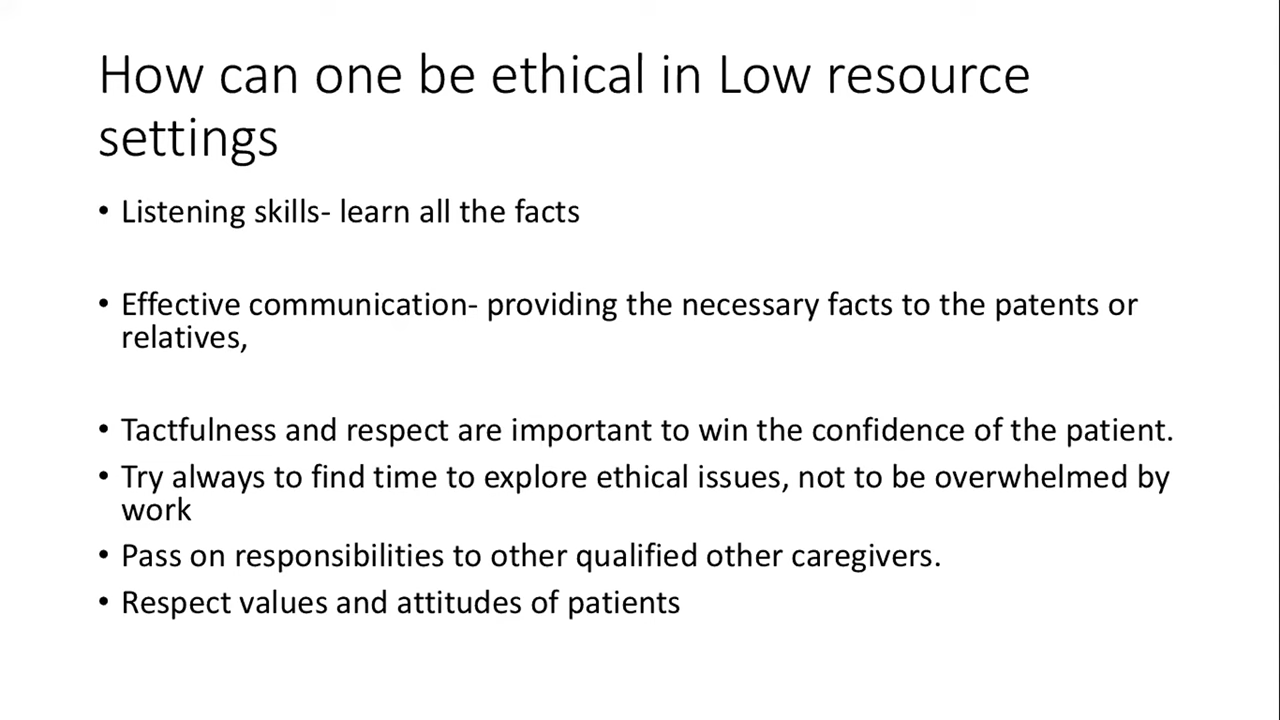 How can one be ethical in Low resource
settings
• Listening skills- learn all the facts
• Effective communication- providing the necessary facts to the patents or
relatives,
• Tactfulness and respect are important to win the confidence of the patient.
• Try always to find time to explore ethical issues, not to be overwhelmed by
work
• Pass on responsibilities to other qualified other caregivers.
• Respect values and attitudes of patients